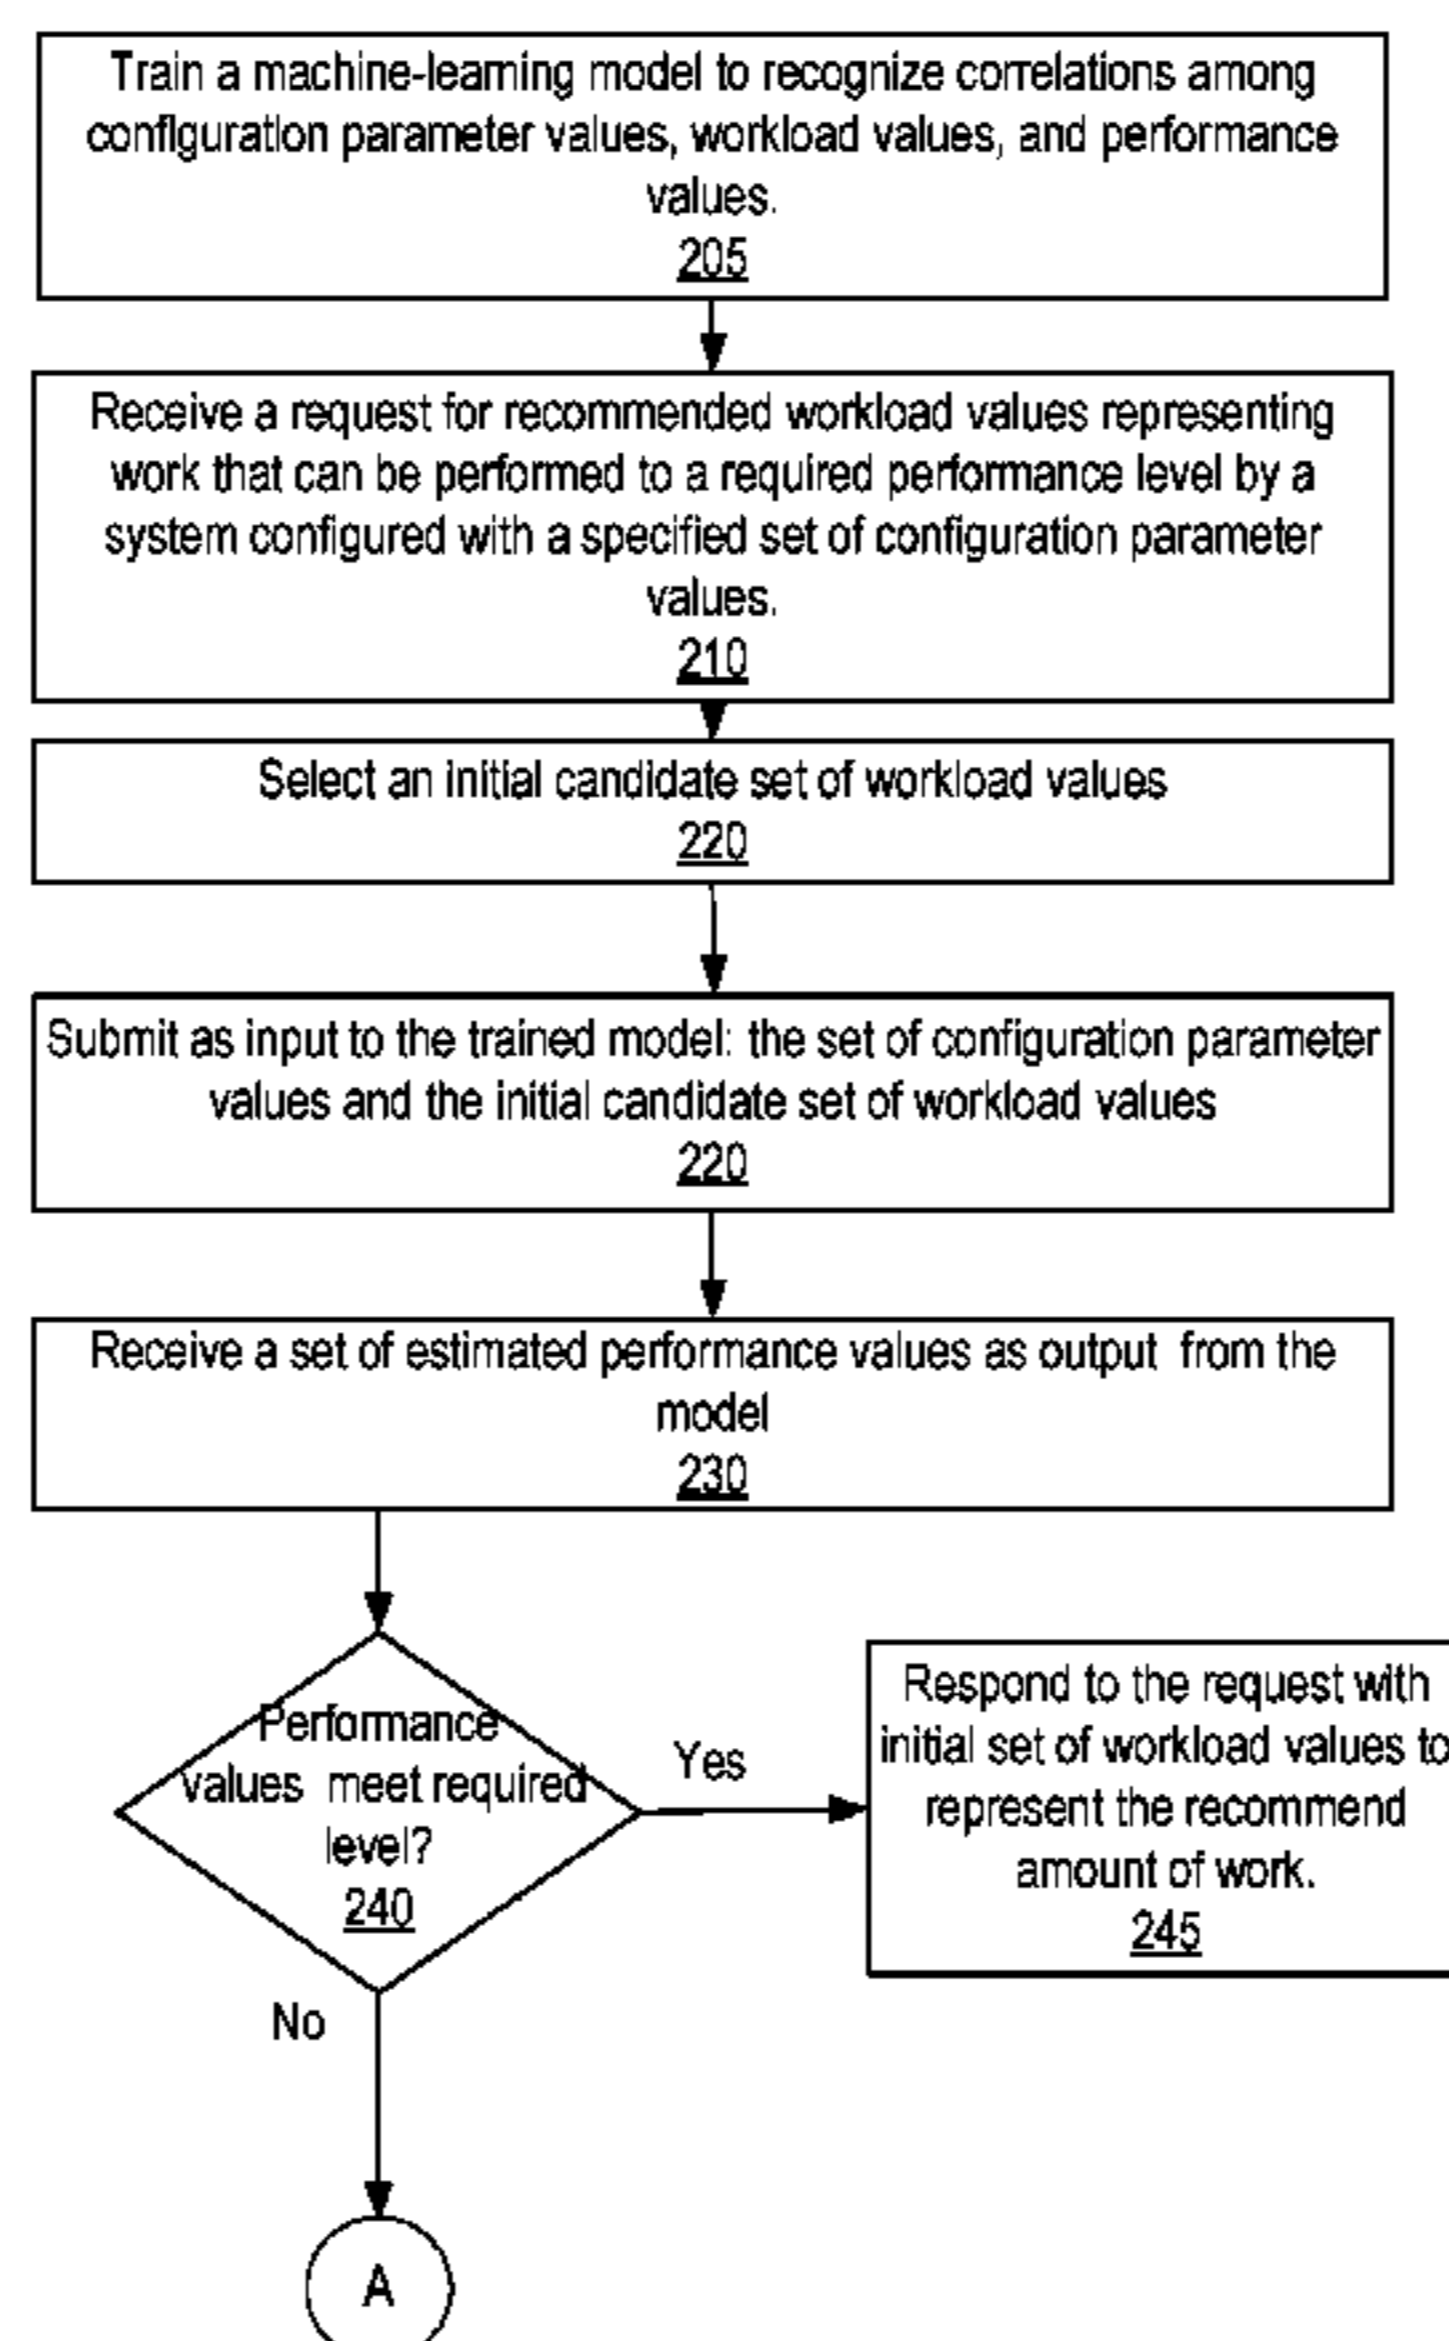 Train a machine-learning model to recognize correlations among
configuration parameter values, workload values, and performance
values.
205
Receive a request for recommended workload values representing
work that can be performed to a required performance level by a
system configured with a specified set of configuration parameter
values.
210
Select an initial candidate set of workload values
220
Submit as input to the trained model: the set of configuration parameter
values and the initial candidate set of workload values
220
Receive a set of estimated performance values as output from the
model
230
Performance
values meet required
level?
240
Yes
Respond to the request with
initial set of workload values to
represent the recommend
amount of work.
245
No
A